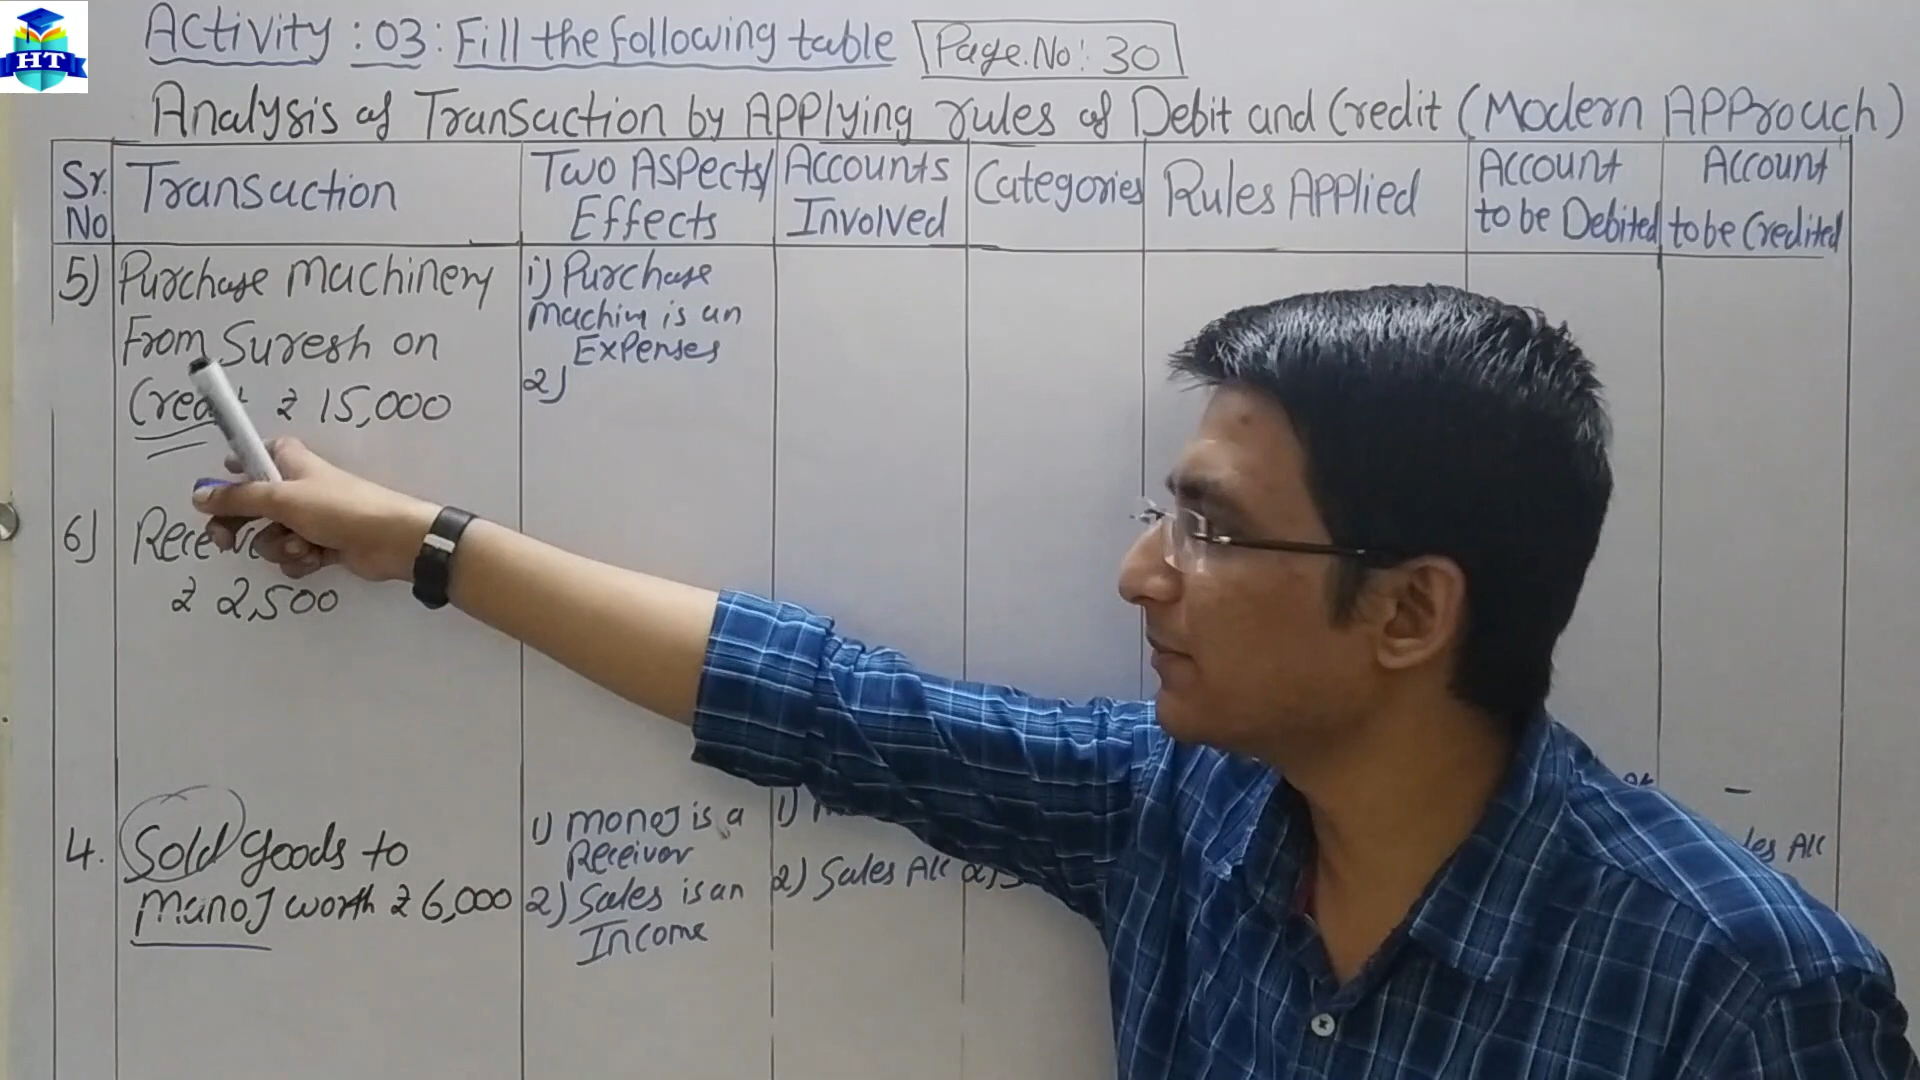 HT
Activity : 03 : Fill the following table Page.No: 30
Analysis of Transaction by Applying rules of Debit and Credit (Modern Approach)
Sr. No
Transaction
Two Aspects/ Effects
Accounts Involved
Categories
Rules Applied
Account to be Debited
Account to be Credited
5) Purchase Machinery
From Suresh on
Credit ₹ 15,000
i) Purchase
Machin is an
Expenses
2)
6)
₹ 2,500
4. Sold goods to
Manoj worth ₹ 6,000
1) Manoj is a
Receiver
2) Sales is an
Income
1)
2) Sales A/c
-
A/c